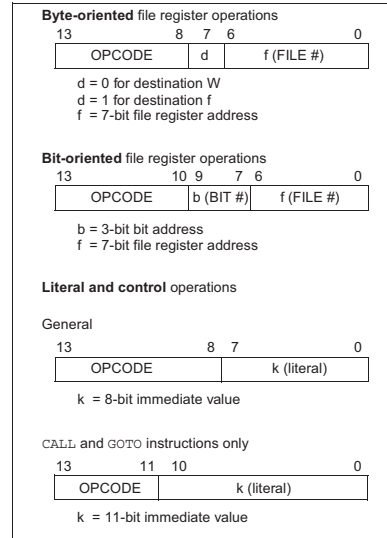 Byte-oriented file register operations
13 8 7 6 0
OPCODE d f (FILE #)
d = 0 for destination W
d = 1 for destination f
f = 7-bit file register address
Bit-oriented file register operations
13 10 9 7 6 0
OPCODE b (BIT #) f (FILE #)
b = 3-bit bit address
f = 7-bit file register address
Literal and control operations
General
13 8 7 0
OPCODE k (literal)
k = 8-bit immediate value
CALL and GOTO instructions only
13 11 10 0
OPCODE k (literal)
k = 11-bit immediate value